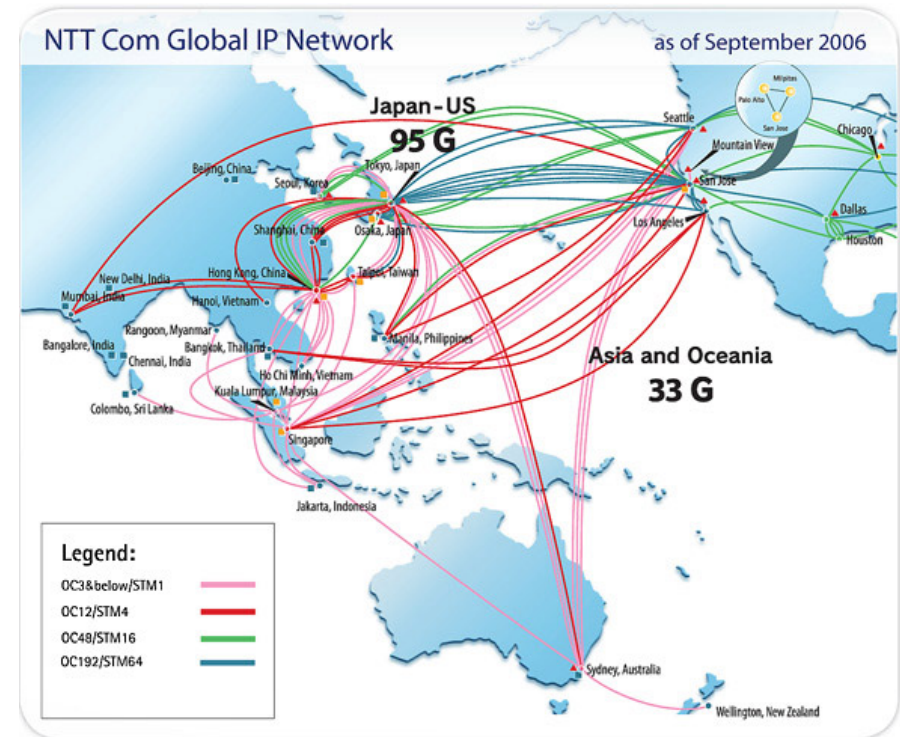 NTT Com Global IP Network
as of September 2006
Japan-US
95 G
Milpitas
Palo Alto
San Jose
Seattle
Chicago
Mountain View
San Jose
Los Angeles
Dallas
Houston
Tokyo, Japan
Beijing, China
Seoul, Korea
Shanghai, China
Osaka, Japan
Hong Kong, China
Taipei, Taiwan
New Delhi, India
Mumbai, India
Hanoi, Vietnam
Rangoon, Myanmar
Bangalore, India
Bangkok, Thailand
Manila, Philippines
Chennai, India
Ho Chi Minh, Vietnam
Kuala Lumpur, Malaysia
Colombo, Sri Lanka
Singapore
Asia and Oceania
33 G
Jakarta, Indonesia
Legend:
OC3&below/STM1
OC12/STM4
OC48/STM16
OC192/STM64
Sydney, Australia
Wellington, New Zealand